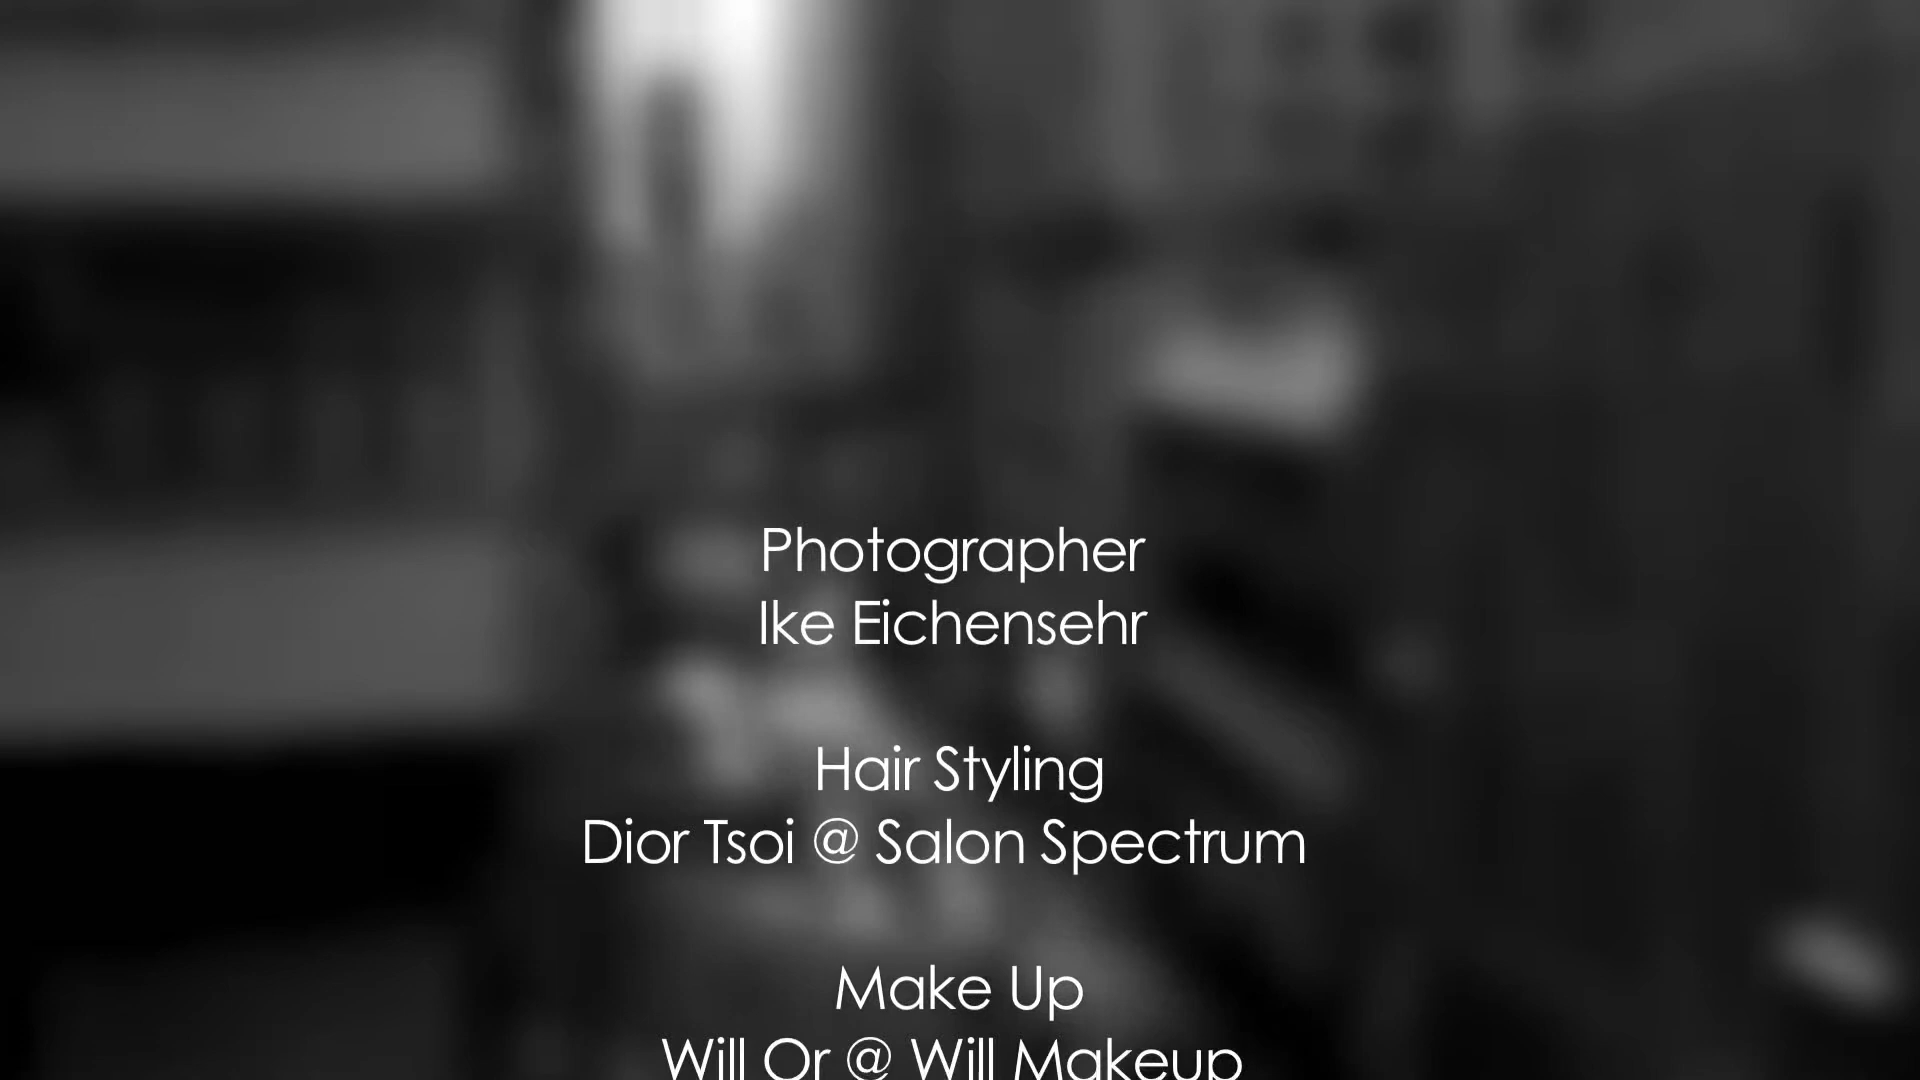 Photographer
Ike Eichensehr
Hair Styling
Dior Tsoi @ Salon Spectrum
Make Up
Will Or @ Will Makeup